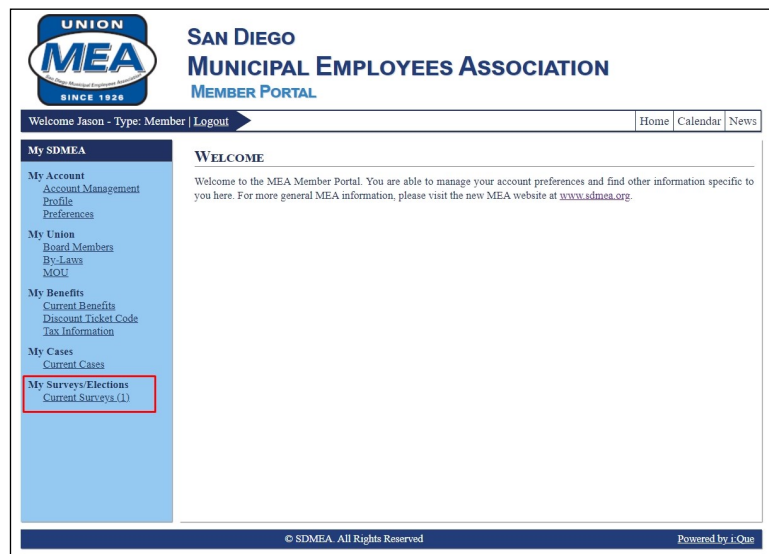 UNION
MEA
San Diego Municipal Employees Association
SINCE 1926
SAN DIEGO
MUNICIPAL EMPLOYEES ASSOCIATION
MEMBER PORTAL
Welcome Jason - Type: Member | Logout
Home Calendar News
My SDMEA
My Account
Account Management
Profile
Preferences
My Union
Board Members
By-Laws
MOU
My Benefits
Current Benefits
Discount Ticket Code
Tax Information
My Cases
Current Cases
My Surveys/Elections
Current Surveys (1)
WELCOME
Welcome to the MEA Member Portal. You are able to manage your account preferences and find other information specific to
you here. For more general MEA information, please visit the new MEA website at www.sdmea.org.
© SDMEA. All Rights Reserved
Powered by i:Que